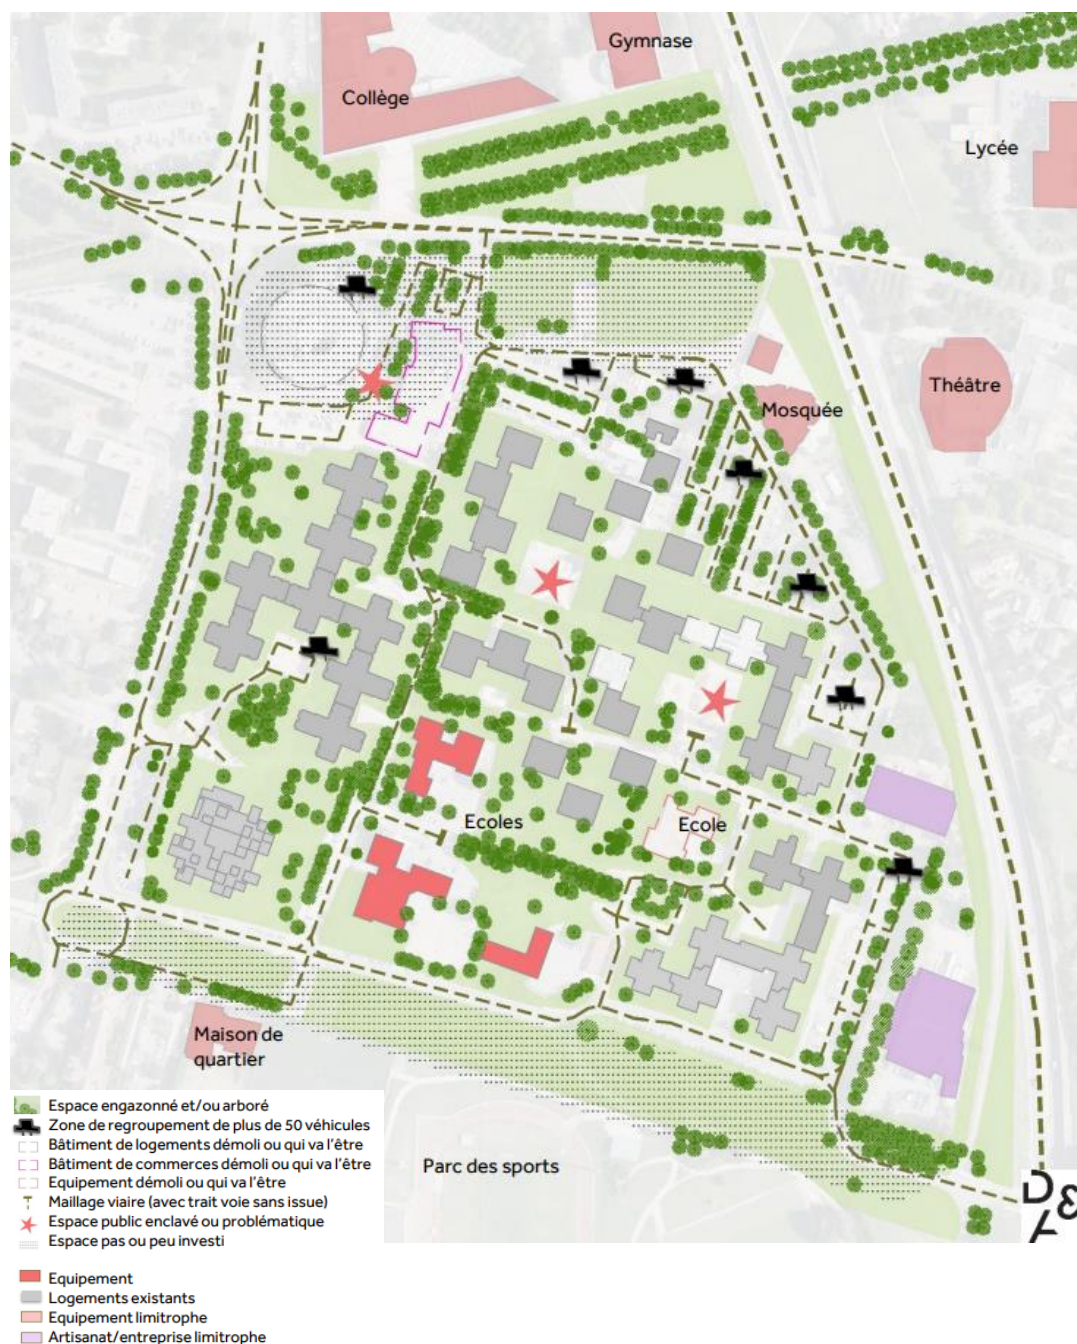 Gymnase
Collège
Lycée
Théâtre
Mosquée
Ecoles
Ecole
Maison de
quartier
Parc des sports
Espace engazonné et/ou arboré
Zone de regroupement de plus de 50 véhicules
Bâtiment de logements démoli ou qui va l'être
Bâtiment de commerces démoli ou qui va l'être
Equipement démoli ou qui va l'être
Maillage viaire (avec trait voie sans issue)
Espace public enclavé ou problématique
Espace pas ou peu investi
D&
A
Equipement
Logements existants
Equipement limitrophe
Artisanat/entreprise limitrophe